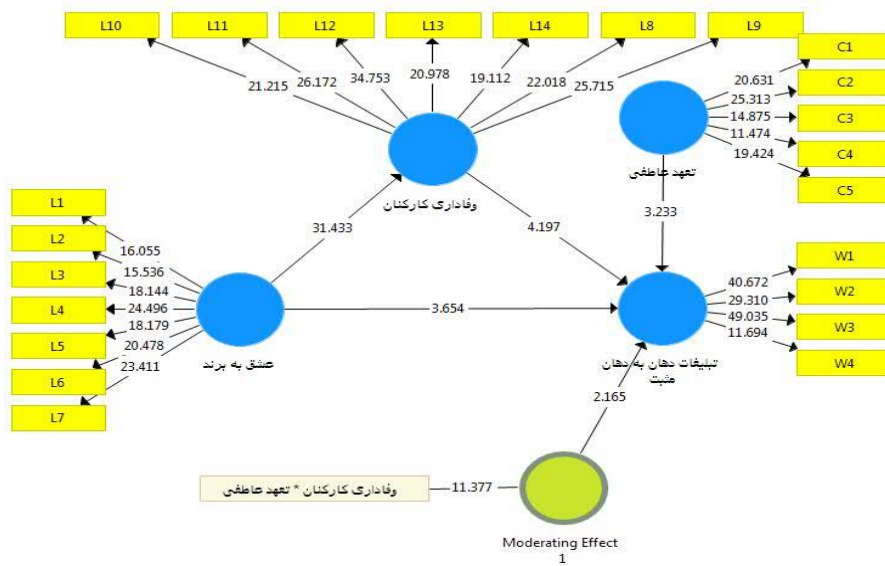 L10
L11
L12
L13
L14
L8
L9
21.215
26.172
34.753
20.978
19.112
22.018
25.715
C1
C2
C3
C4
C5
20.631
25.313
14.875
11.474
19.424
وفاداری کارکنان
تعهد عاطفی
31.433
4.197
3.233
L1
L2
L3
L4
L5
L6
L7
16.055
15.536
18.144
24.496
18.179
20.478
23.411
3.654
عشق به برند
W1
W2
W3
W4
40.672
29.310
49.035
11.694
تبلیغات دهان به دهان
مثبت
2.165
وفاداری کارکنان * تعهد عاطفی
11.377
Moderating Effect
1